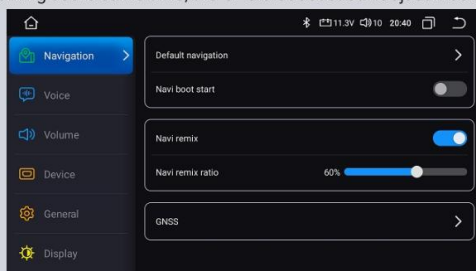 11.3V 10 20:40
Navigation
Voice
Volume
Device
General
Display
Default navigation
Navi boot start
Navi remix
Navi remix ratio 60%
GNSS